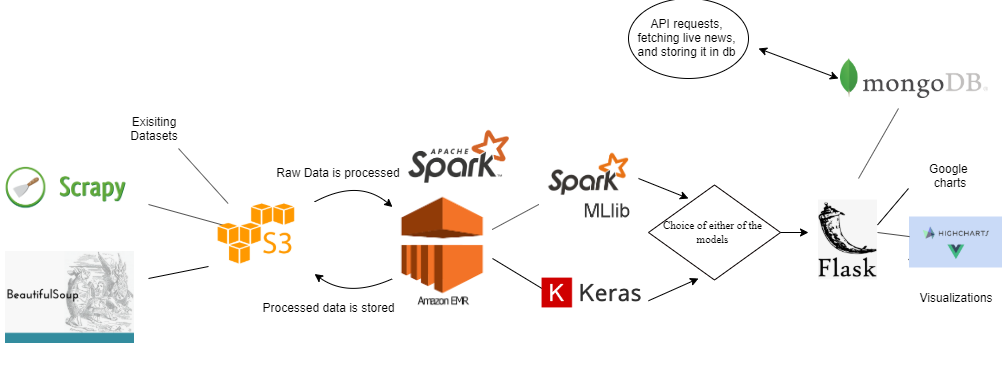 API requests,
fetching live news,
and storing it in db
mongoDB
Exisiting
Datasets
APACHE
Spark
Raw Data is processed
Scrapy
Spark
MLlib
Google
charts
S3
Choice of either of the
models
HIGHCHARTS
Flask
BeautifulSoup
Keras
K
Amazon EMR
Processed data is stored
Visualizations